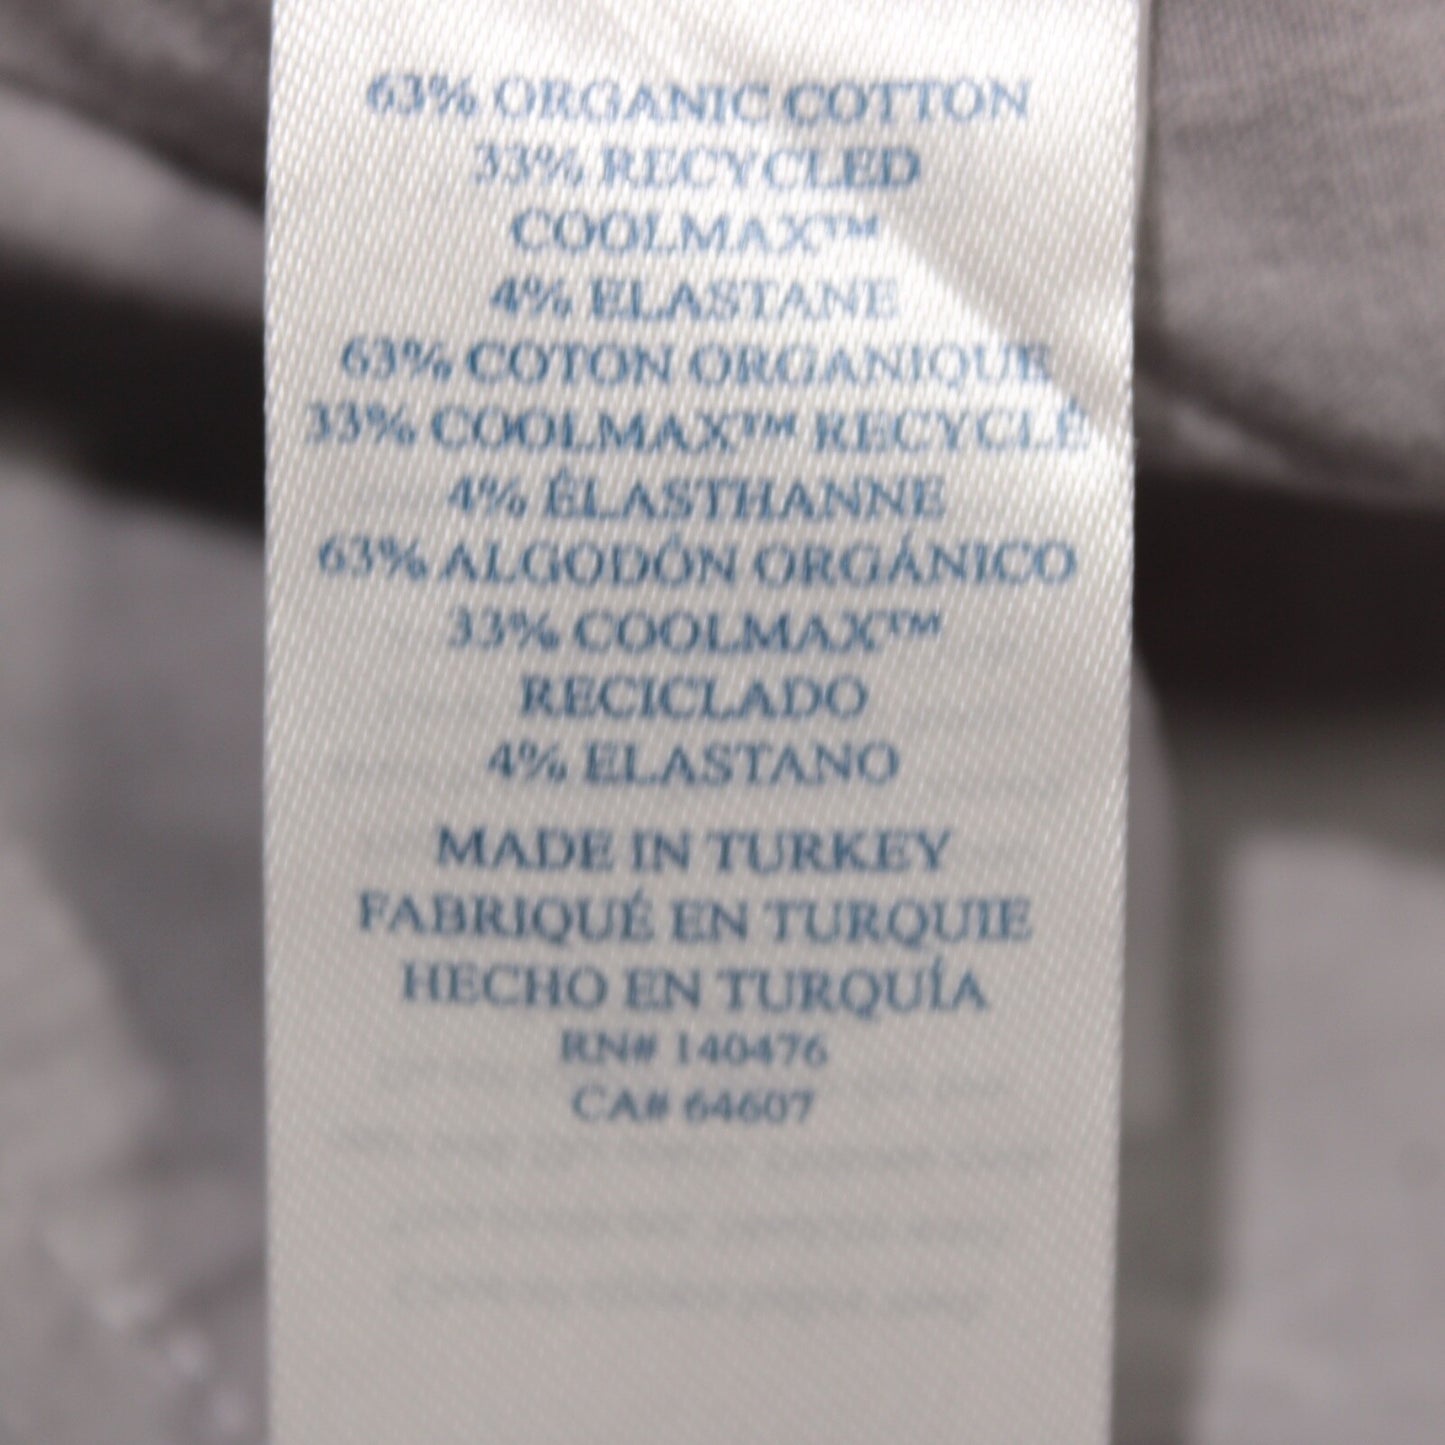 63% ORGANIC COTTON
33% RECYCLED
COOLMAX™
4% ELASTANE
63% COTON ORGANIQUE
33% COOLMAX™ RECYCLÉ
4% ÉLASTHANNE
63% ALGODÓN ORGÁNICO
33% COOLMAX™
RECICLADO
4% ELASTANO
MADE IN TURKEY
FABRIQUÉ EN TURQUIE
HECHO EN TURQUÍA
RN# 140476
CA# 64607